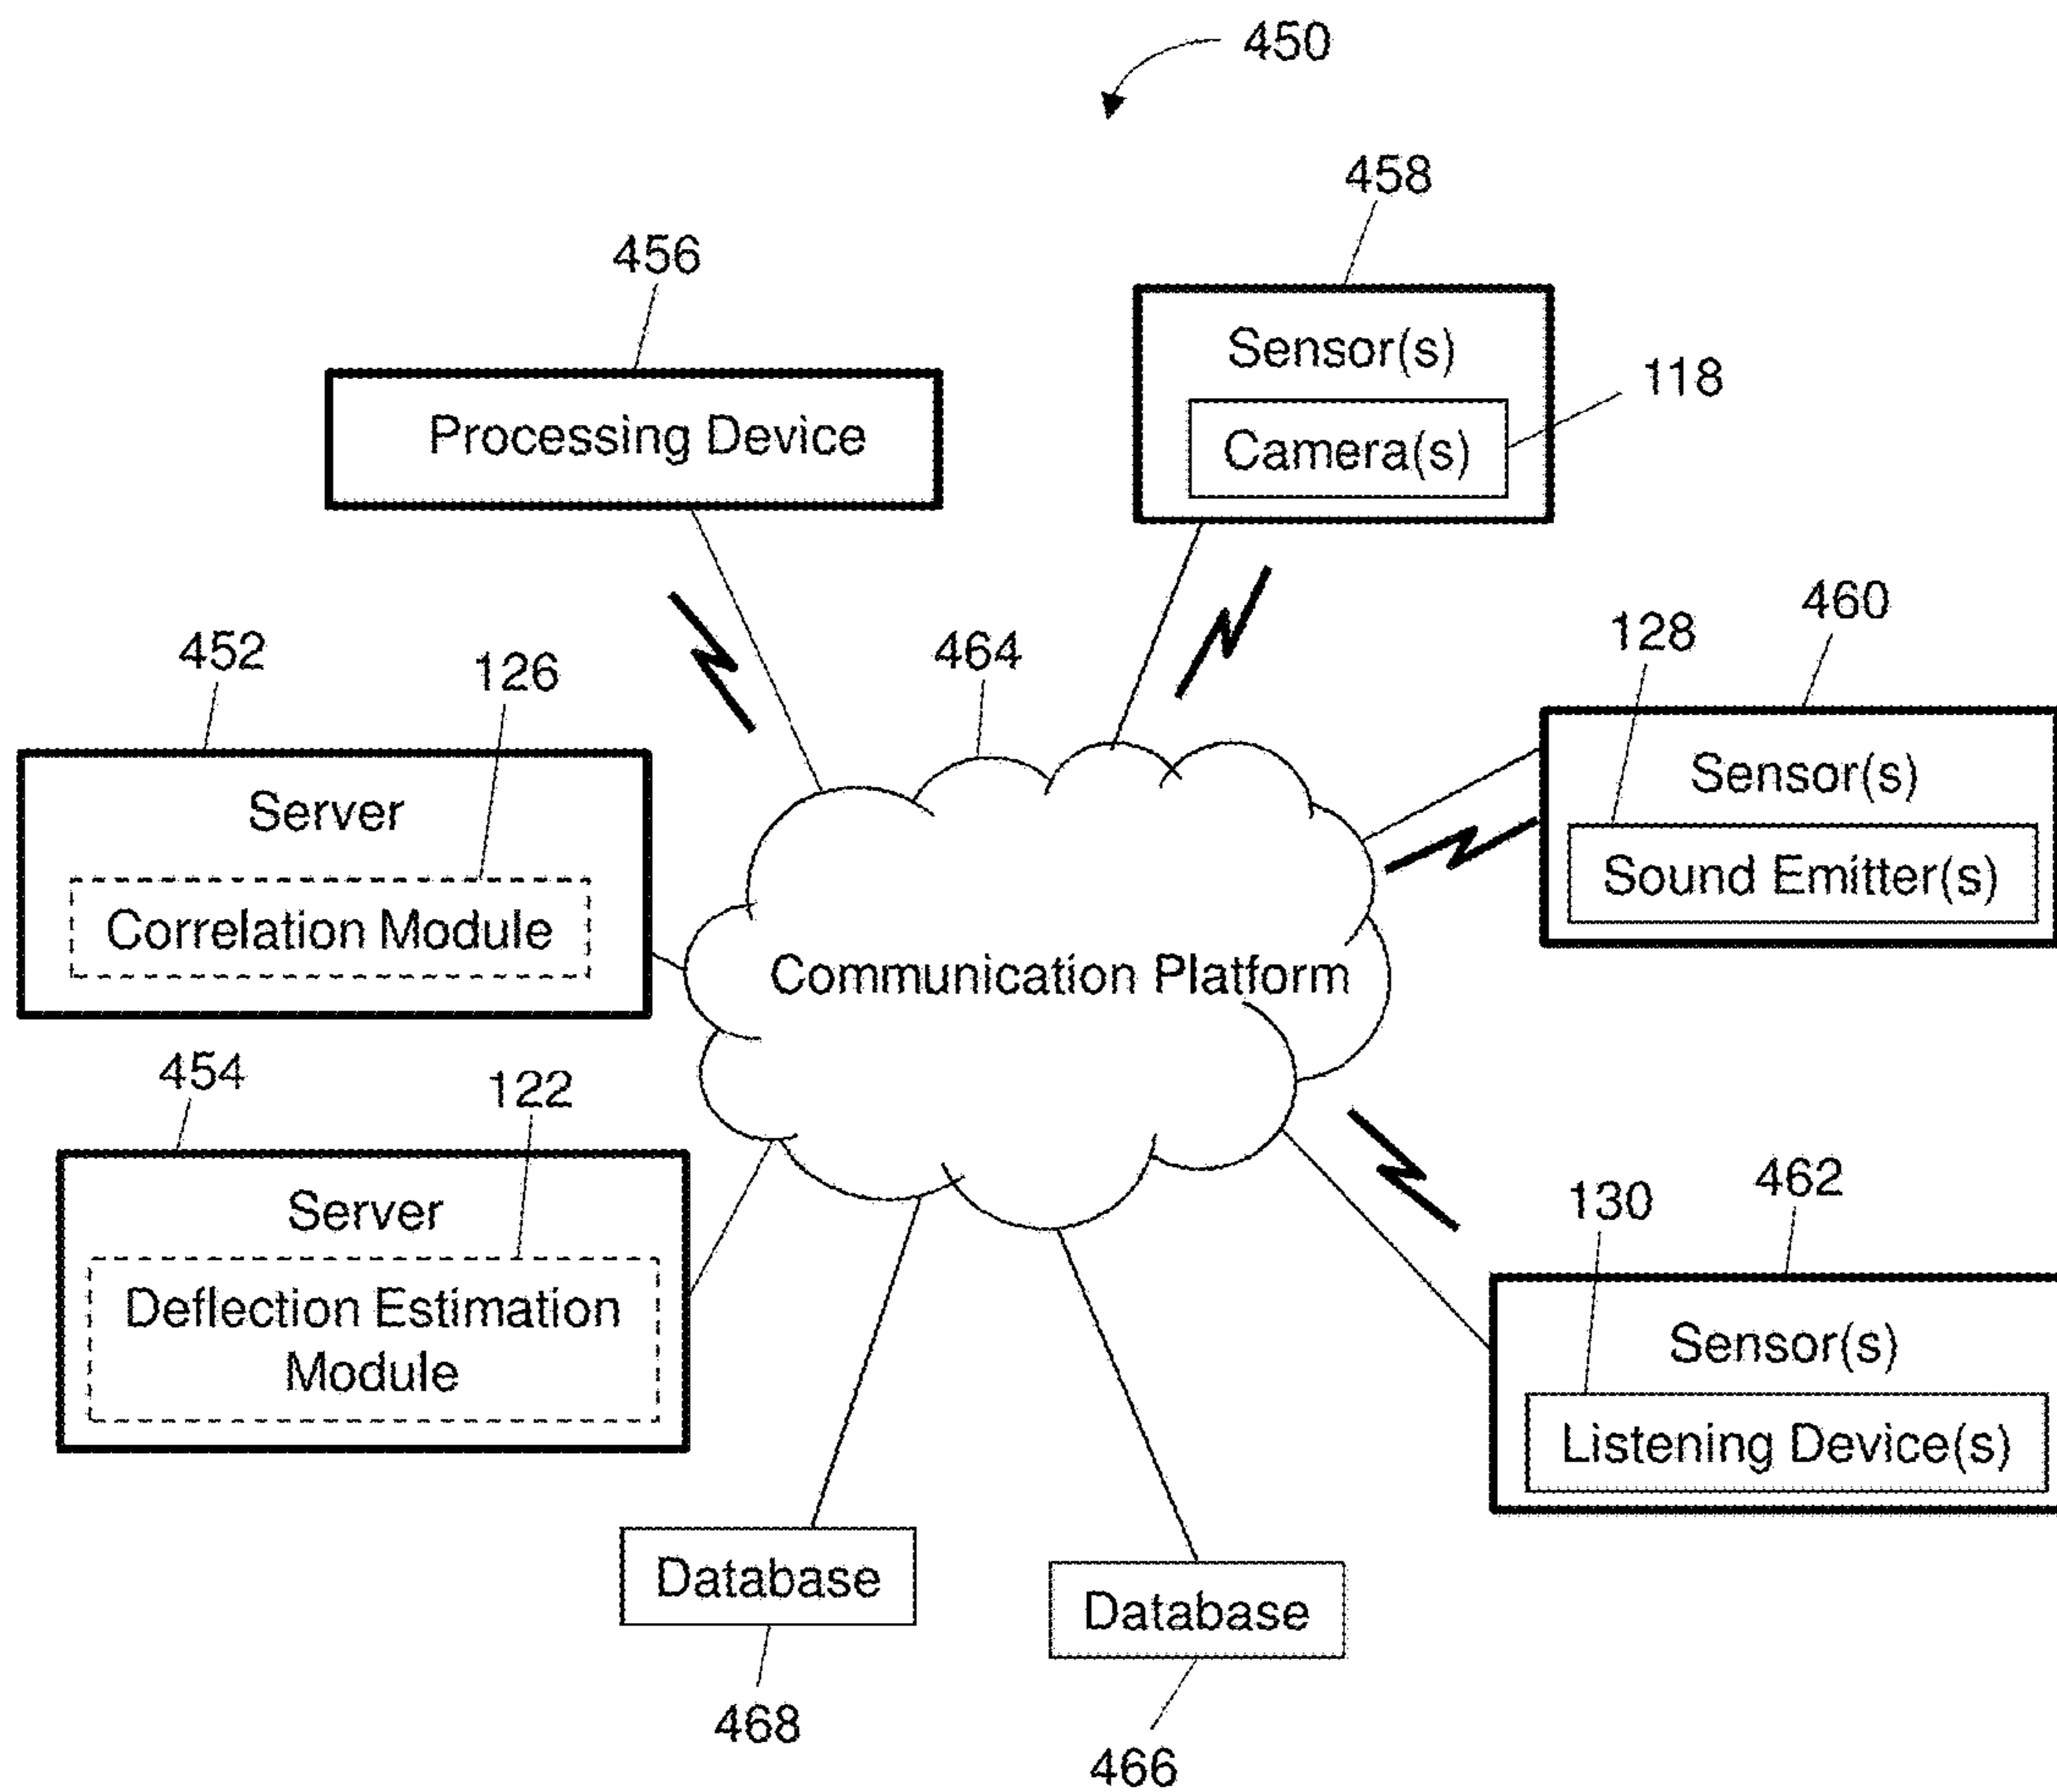 450
458
456
Sensor(s)
118
Processing Device
Camera(s)
460
128
452
126
464
Sensor(s)
Server
Sound Emitter(s)
Correlation Module
Communication Platform
454
122
462
130
Server
Deflection Estimation
Module
Sensor(s)
Listening Device(s)
Database
Database
468
466